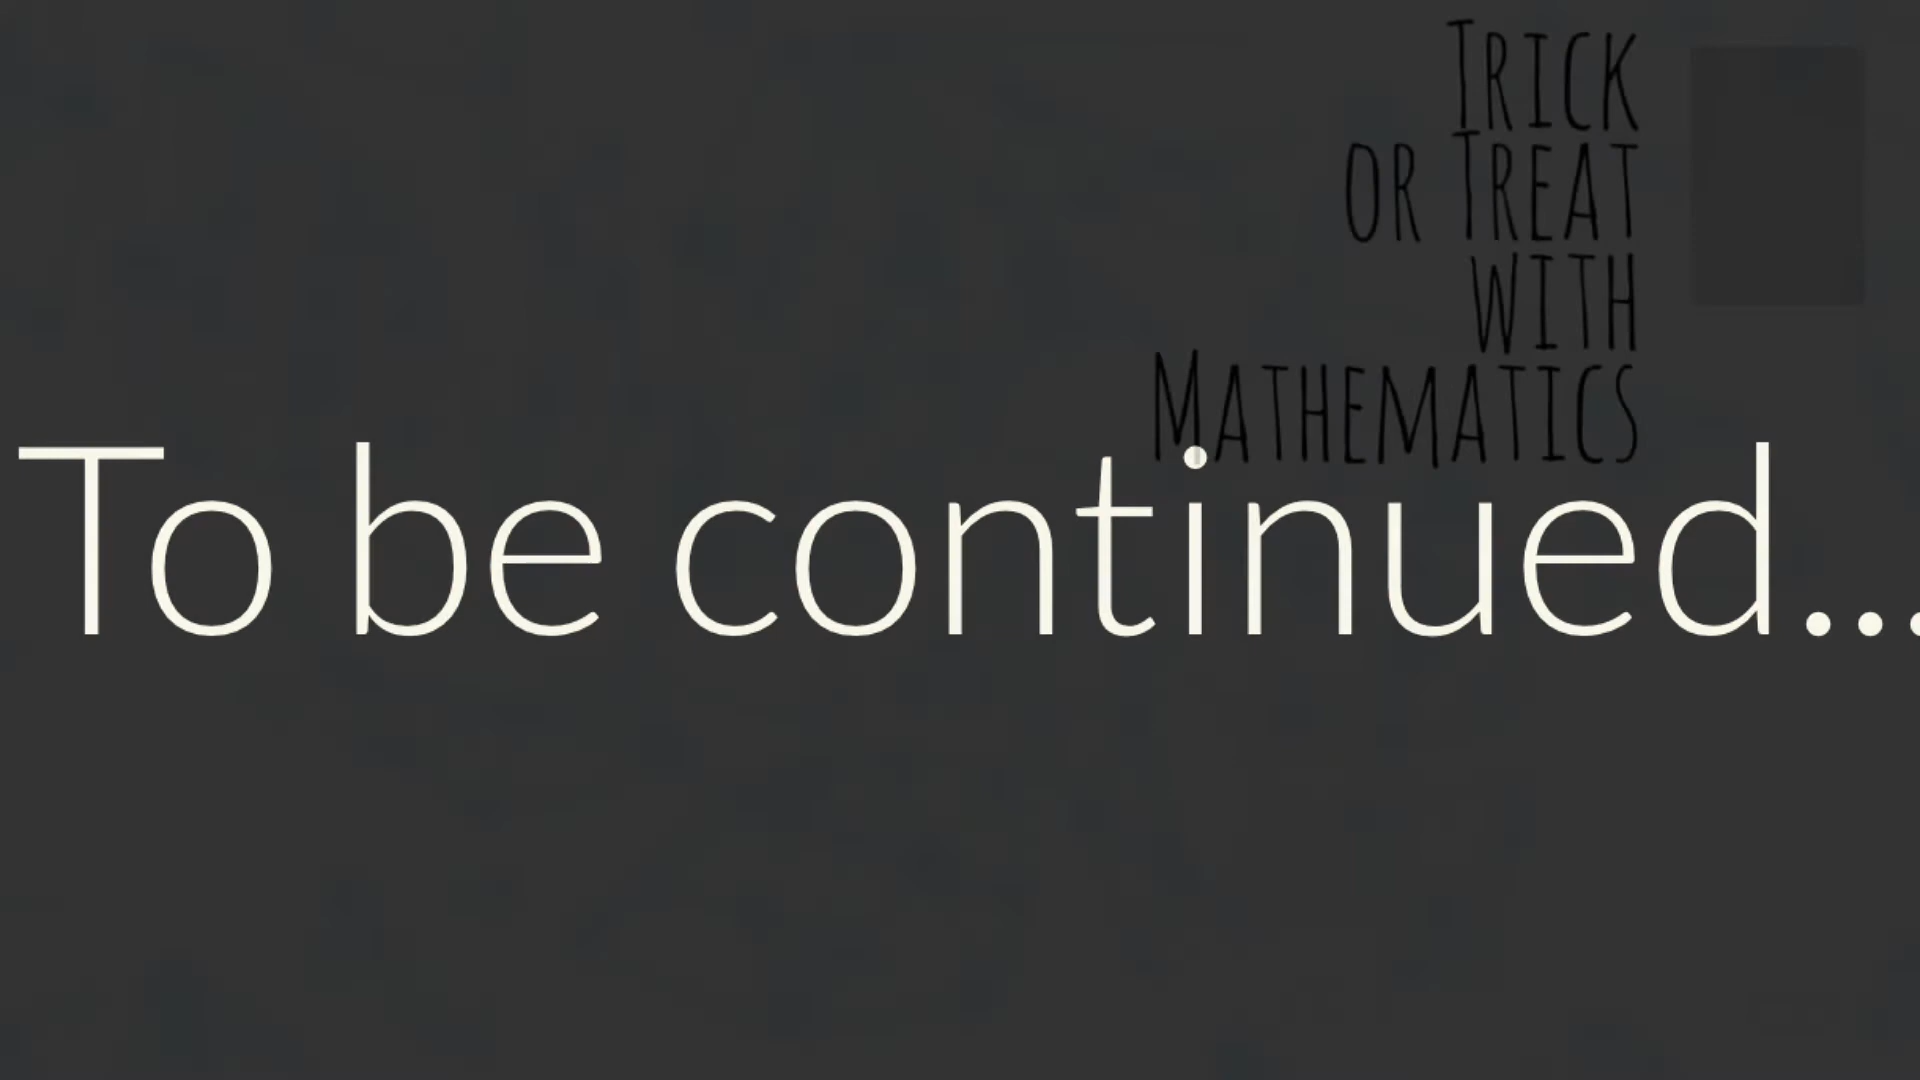 Trick
or Treat
with
Mathematics
To be continued...